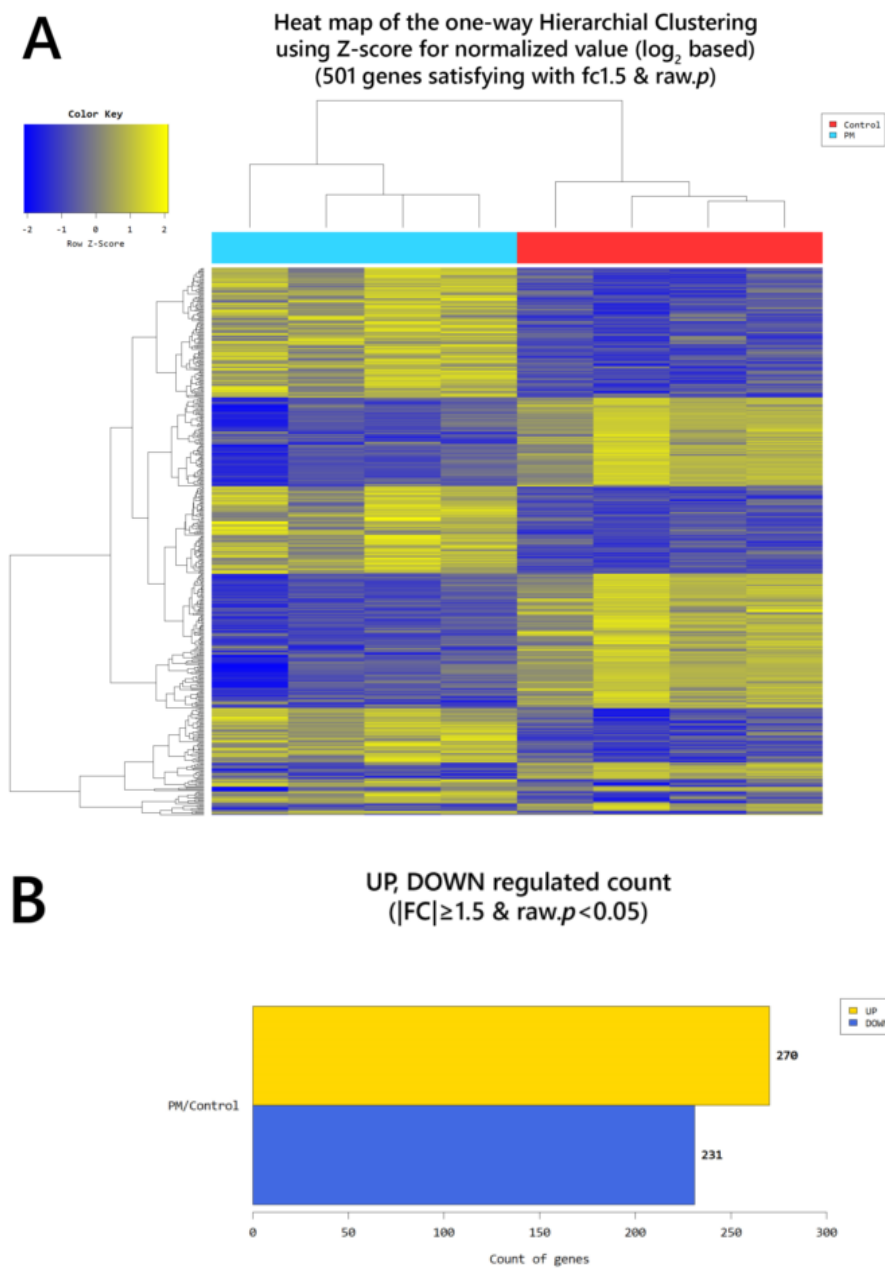 A
Heat map of the one-way Hierarchial Clustering
using Z-score for normalized value (log2 based)
(501 genes satisfying with fc1.5 & raw.p)
Color Key
-2 -1 0 1 2
Row Z-Score
Control
PM
B
UP, DOWN regulated count
(|FC|≥1.5 & raw.p<0.05)
UP
DOWN
270
PM/Control
231
0 50 100 150 200 250 300
Count of genes